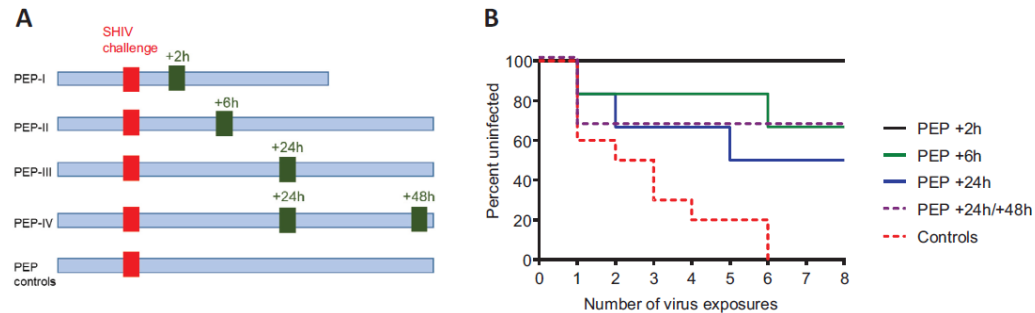 A
SHIV
challenge
+2h
PEP-I
+6h
PEP-II
+24h
PEP-III
+24h
+48h
PEP-IV
PEP
controls
B
Percent uninfected
100
80
60
40
20
0
0 1 2 3 4 5 6 7 8
Number of virus exposures
PEP +2h
PEP +6h
PEP +24h
PEP +24h/+48h
Controls